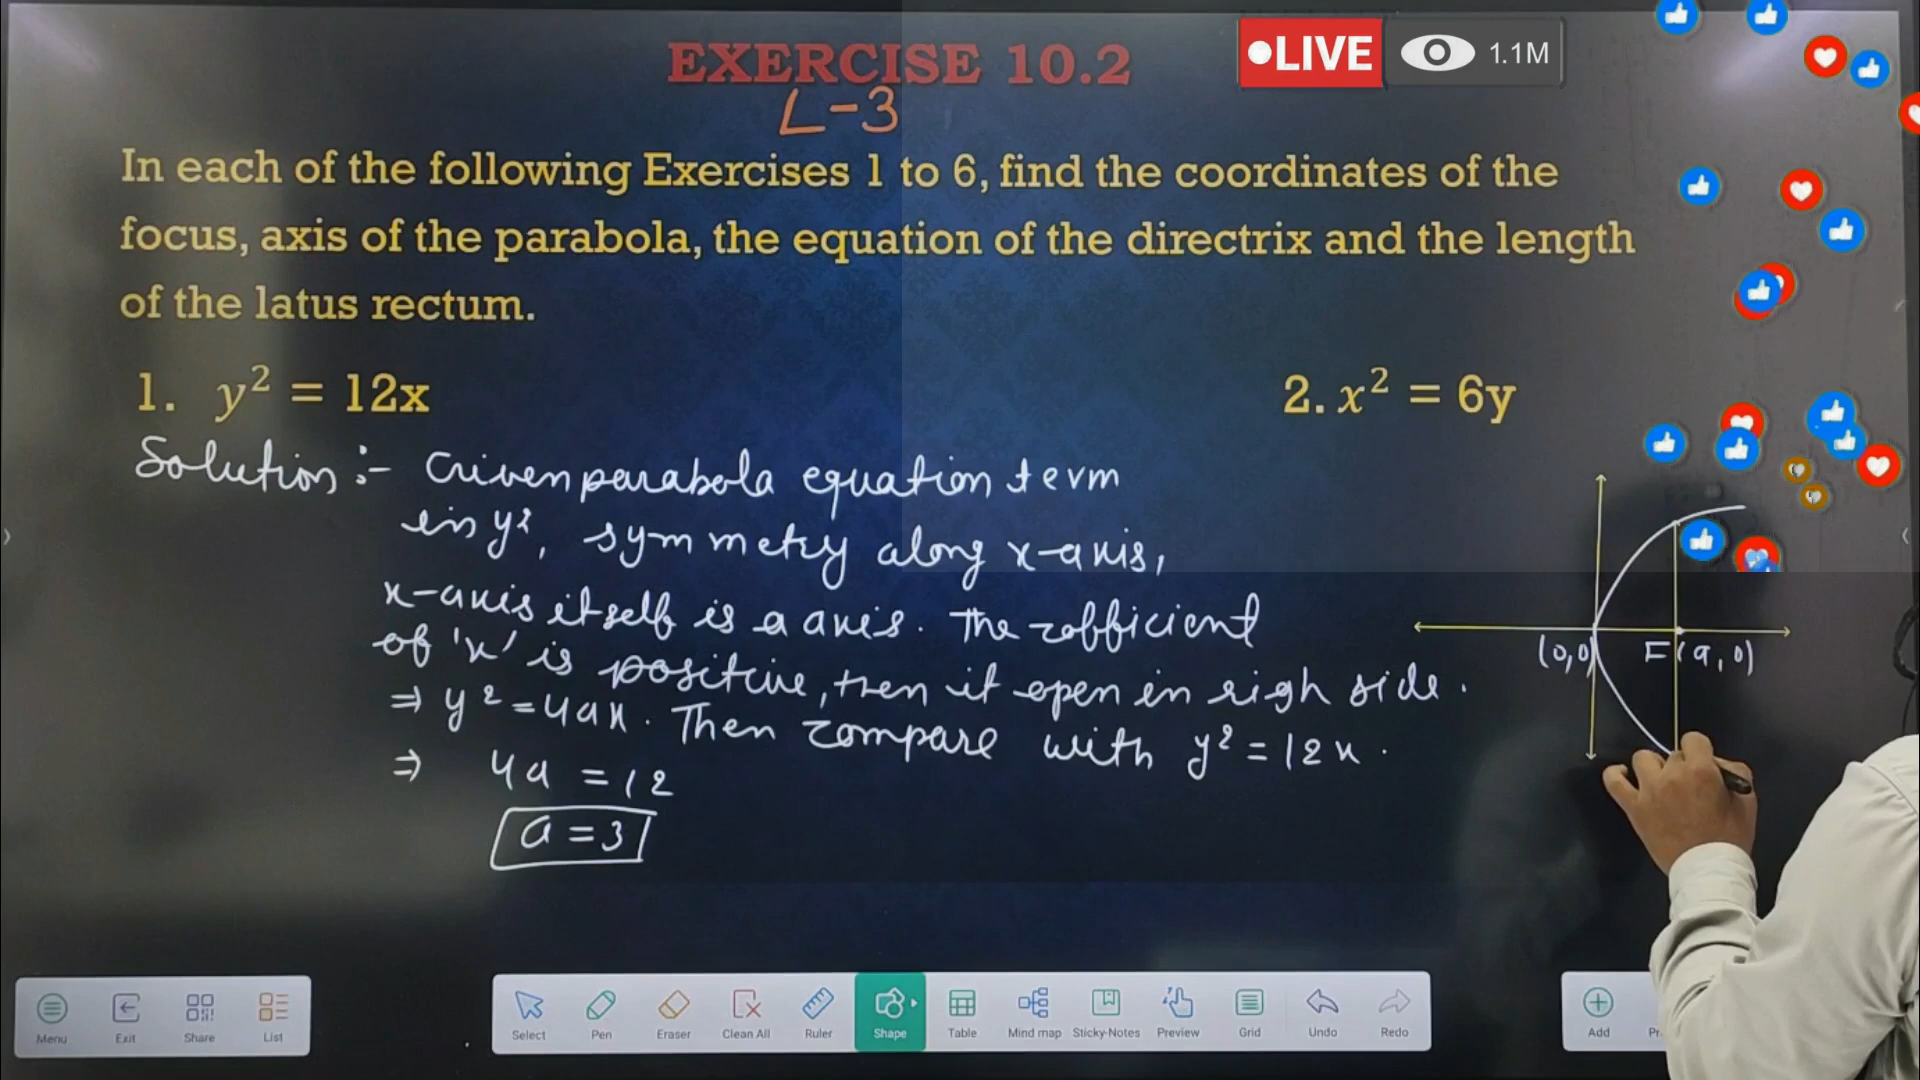 EXERCISE 10.2
LIVE 1.1M
L-3
In each of the following Exercises 1 to 6, find the coordinates of the
focus, axis of the parabola, the equation of the directrix and the length
of the latus rectum.
1. y² = 12x
2. x² = 6y
Solution :- Given parabola equation term
in y², symmetry along x-axis,
x-axis itself is a axis. The cofficient
of 'x' is positive, then it open in righ side.
⇒ y² = 4ax. Then compare with y² = 12x.
⇒ 4a = 12
a = 3
(0,0) F(a,0)
Menu Exit Share List
Select Pen Eraser Clean All Ruler Shape Table Mind map Sticky-Notes Preview Grid Undo Redo
Add